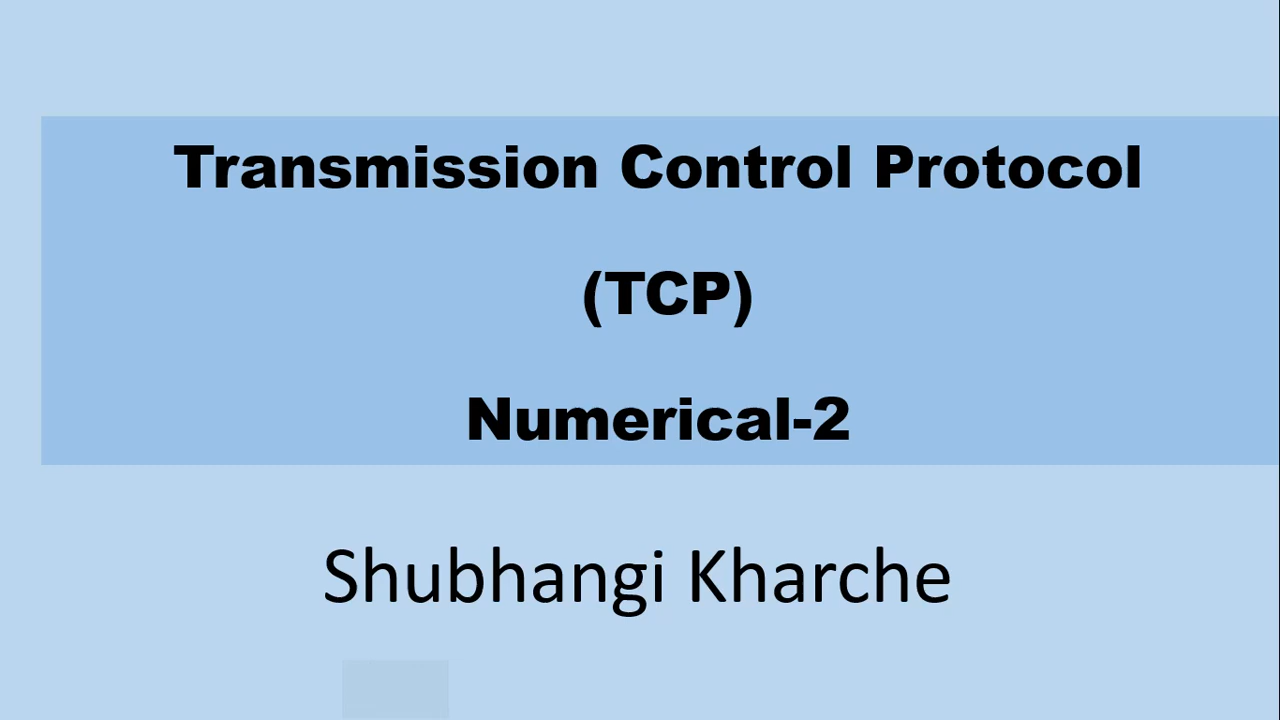 Transmission Control Protocol
(TCP)
Numerical-2
Shubhangi Kharche